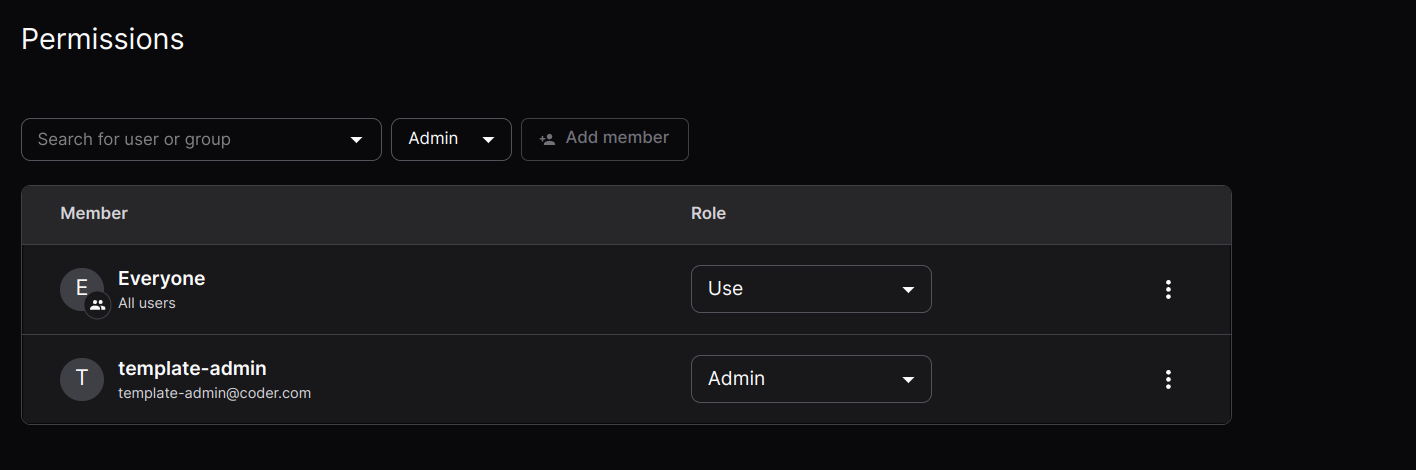 Permissions
Search for user or group
Admin
Add member
Member Role
E Everyone Use
All users
T template-admin Admin
template-admin@coder.com